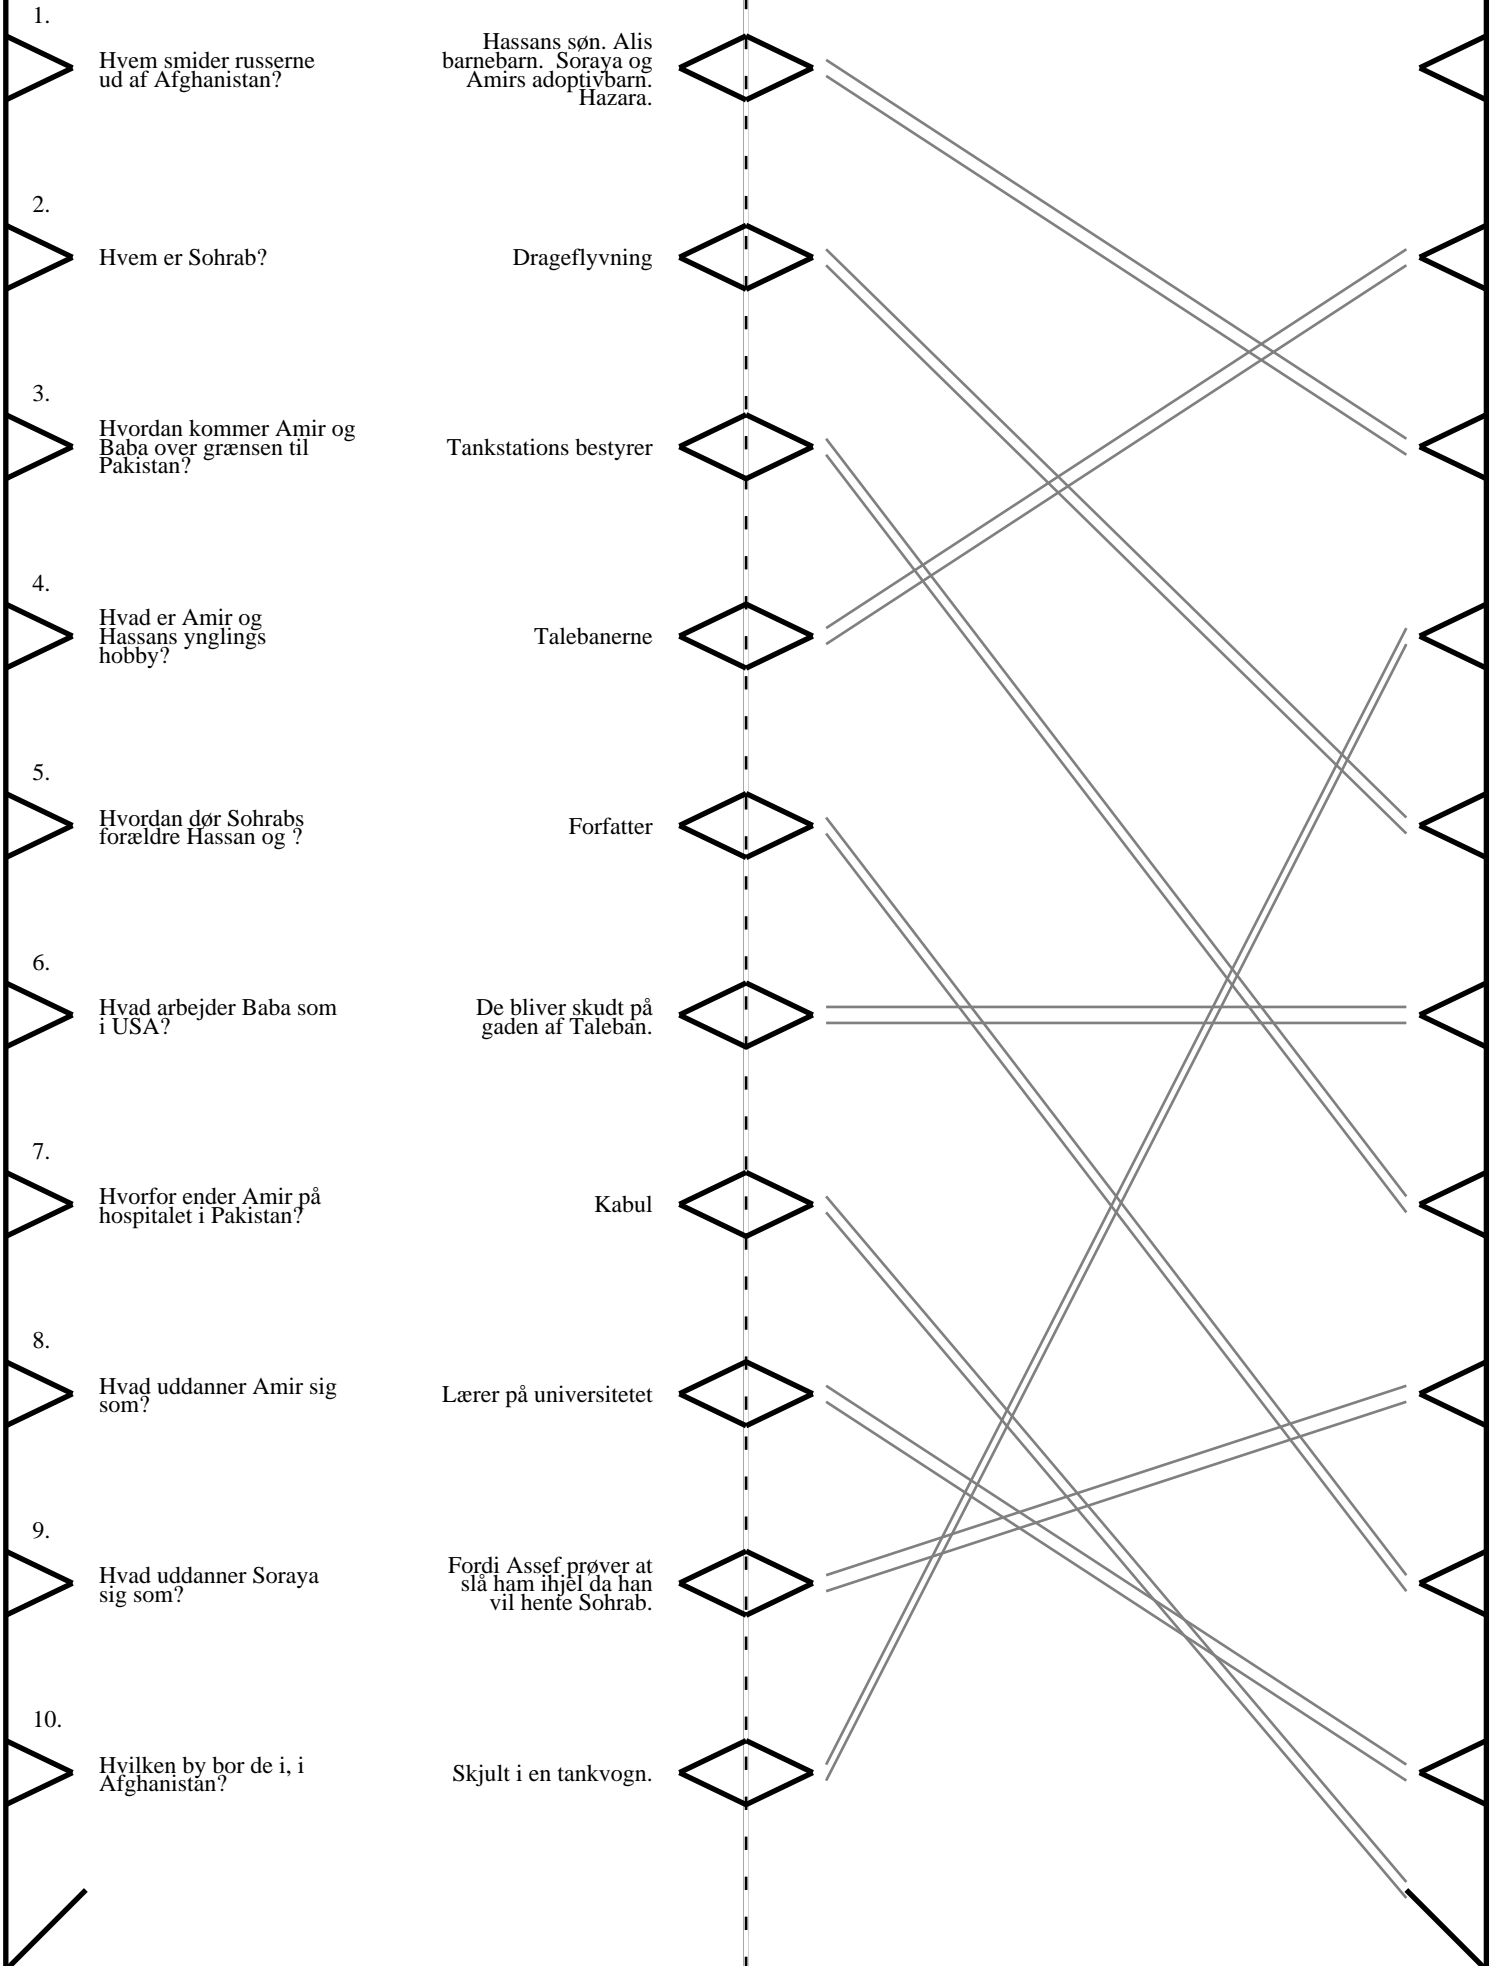 1.
Hvem smider russerne
ud af Afghanistan?
Hassans søn. Alis
barnebarn.  Soraya og
Amirs adoptivbarn.
Hazara.
2.
Hvem er Sohrab?
Drageflyvning
3.
Hvordan kommer Amir og
Baba over grænsen til
Pakistan?
Tankstations bestyrer
4.
Hvad er Amir og
Hassans ynglings
hobby?
Talebanerne
5.
Hvordan dør Sohrabs
forældre Hassan og ?
Forfatter
6.
Hvad arbejder Baba som
i USA?
De bliver skudt på
gaden af Taleban.
7.
Hvorfor ender Amir på
hospitalet i Pakistan?
Kabul
8.
Hvad uddanner Amir sig
som?
Lærer på universitetet
9.
Hvad uddanner Soraya
sig som?
Fordi Assef prøver at
slå ham ihjel da han
vil hente Sohrab.
10.
Hvilken by bor de i, i
Afghanistan?
Skjult i en tankvogn.